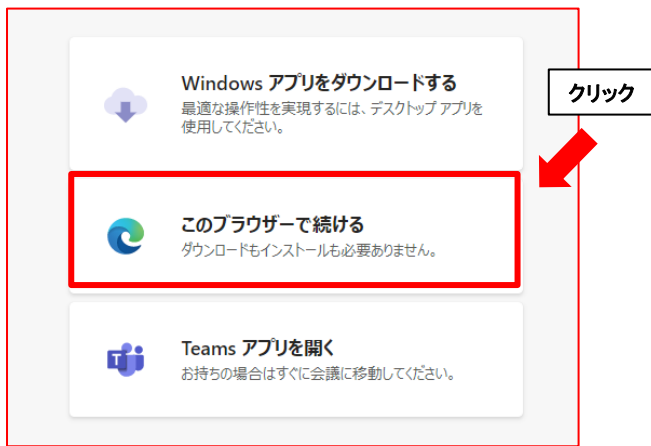 Windows アプリをダウンロードする
最適な操作性を実現するには、デスクトップ アプリを
使用してください。
クリック
このブラウザーで続ける
ダウンロードもインストールも必要ありません。
Teams アプリを開く
お持ちの場合はすぐに会議に移動してください。